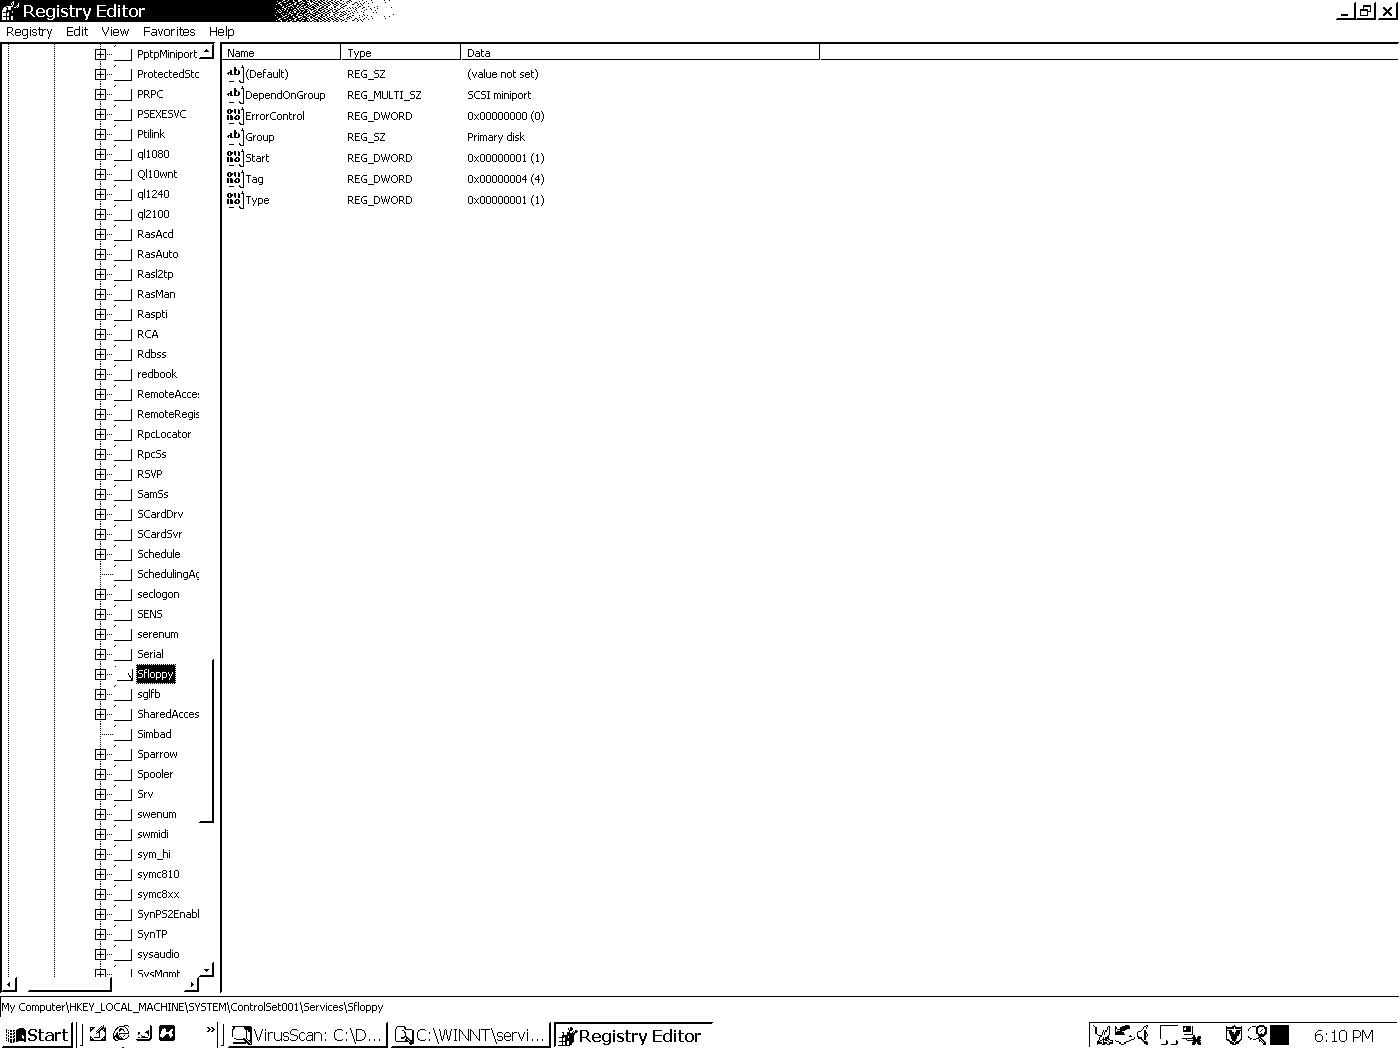 Registry Editor
Registry Edit View Favorites Help
PptpMiniport
ProtectedSto
PRPC
PSEXESVC
Ptilink
ql1080
Ql10wnt
ql1240
ql2100
RasAcd
RasAuto
Rasl2tp
RasMan
Raspti
RCA
Rdbss
redbook
RemoteAcces
RemoteRegis
RpcLocator
RpcSs
RSVP
SamSs
SCardDrv
SCardSvr
Schedule
SchedulingAg
seclogon
SENS
serenum
Serial
Sfloppy
sglfb
SharedAcces
Simbad
Sparrow
Spooler
Srv
swenum
swmidi
sym_hi
symc810
symc8xx
SynPS2Enabl
SynTP
sysaudio
SysMgmt
Name Type Data
(Default) REG_SZ (value not set)
DependOnGroup REG_MULTI_SZ SCSI miniport
ErrorControl REG_DWORD 0x00000000 (0)
Group REG_SZ Primary disk
Start REG_DWORD 0x00000001 (1)
Tag REG_DWORD 0x00000004 (4)
Type REG_DWORD 0x00000001 (1)
My Computer\HKEY_LOCAL_MACHINE\SYSTEM\ControlSet001\Services\Sfloppy
Start » VirusScan: C:\D... C:\WINNT\servi... Registry Editor 6:10 PM